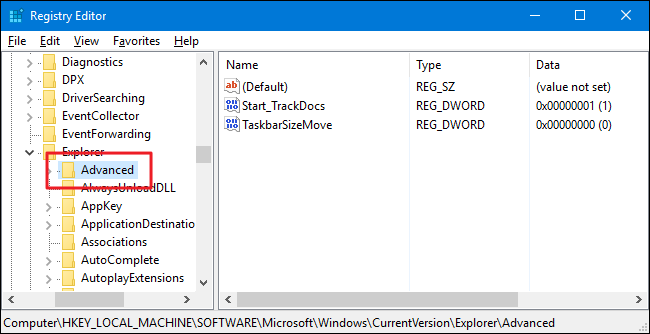 Registry Editor
File Edit View Favorites Help
Diagnostics
DPX
DriverSearching
EventCollector
EventForwarding
Explorer
Advanced
AlwaysUnloadDLL
AppKey
ApplicationDestinatio
Associations
AutoComplete
AutoplayExtensions
Name Type Data
ab (Default) REG_SZ (value not set)
Start_TrackDocs REG_DWORD 0x00000001 (1)
TaskbarSizeMove REG_DWORD 0x00000000 (0)
Computer\HKEY_LOCAL_MACHINE\SOFTWARE\Microsoft\Windows\CurrentVersion\Explorer\Advanced